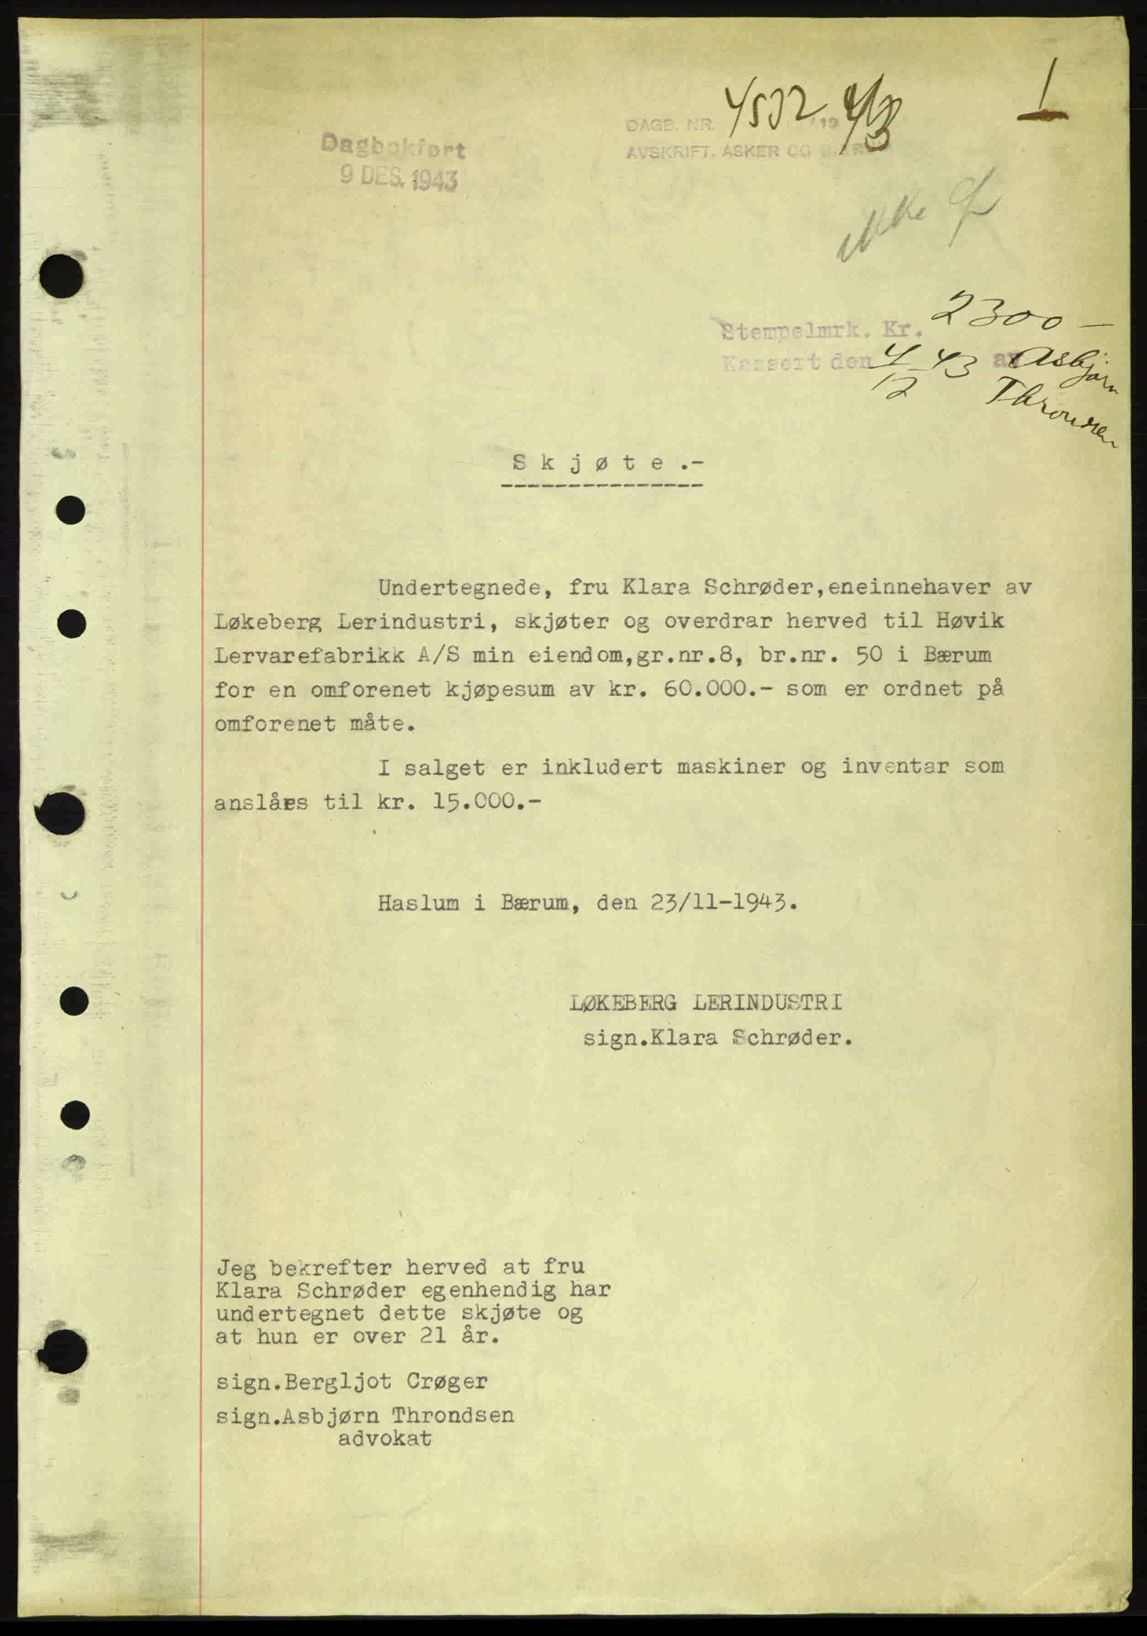 1
DAGB. NR. 4532 1943
AVSKRIFT. ASKER OG BÆR
Dagbokført
9 DES. 1943
ikke
Stempelmrk. Kr. 2300 -
Kassert den 4/12-43 av Asbjørn
Throndsen
Skjøte.-
Undertegnede, fru Klara Schrøder,eneinnehaver av
Løkeberg Lerindustri, skjøter og overdrar herved til Høvik
Lervarefabrikk A/S min eiendom,gr.nr.8, br.nr. 50 i Bærum
for en omforenet kjøpesum av kr. 60.000.- som er ordnet på
omforenet måte.
I salget er inkludert maskiner og inventar som
anslåes til kr. 15.000.-
Haslum i Bærum, den 23/11-1943.
LØKEBERG LERINDUSTRI
sign.Klara Schrøder.
Jeg bekrefter herved at fru
Klara Schrøder egenhendig har
undertegnet dette skjøte og
at hun er over 21 år.
sign.Bergljot Crøger
sign.Asbjørn Throndsen
advokat